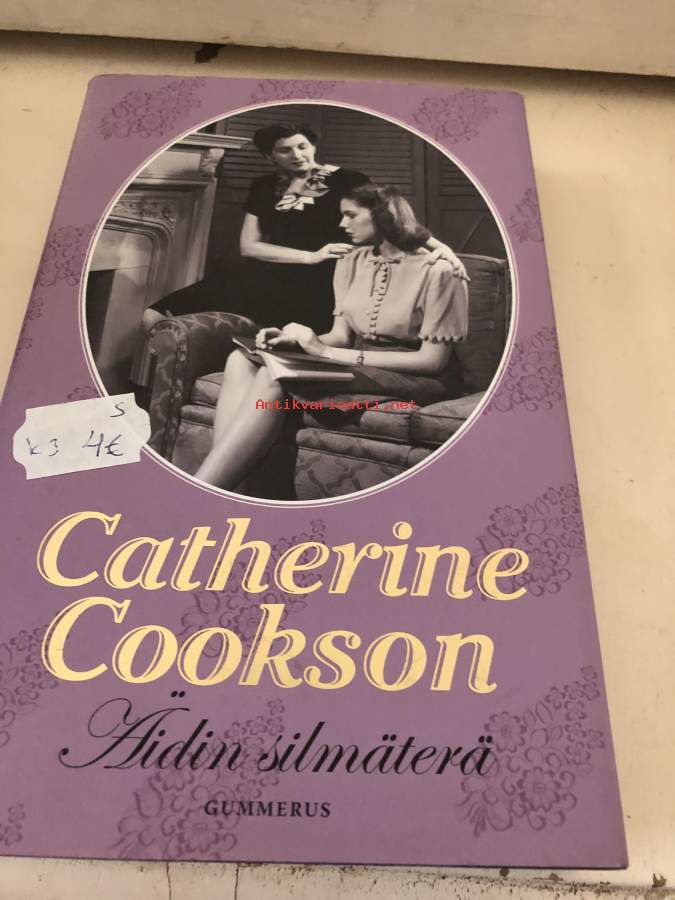 Antikvariaatti.net
S
K3 4€
Catherine
Cookson
Äidin silmäterä
GUMMERUS